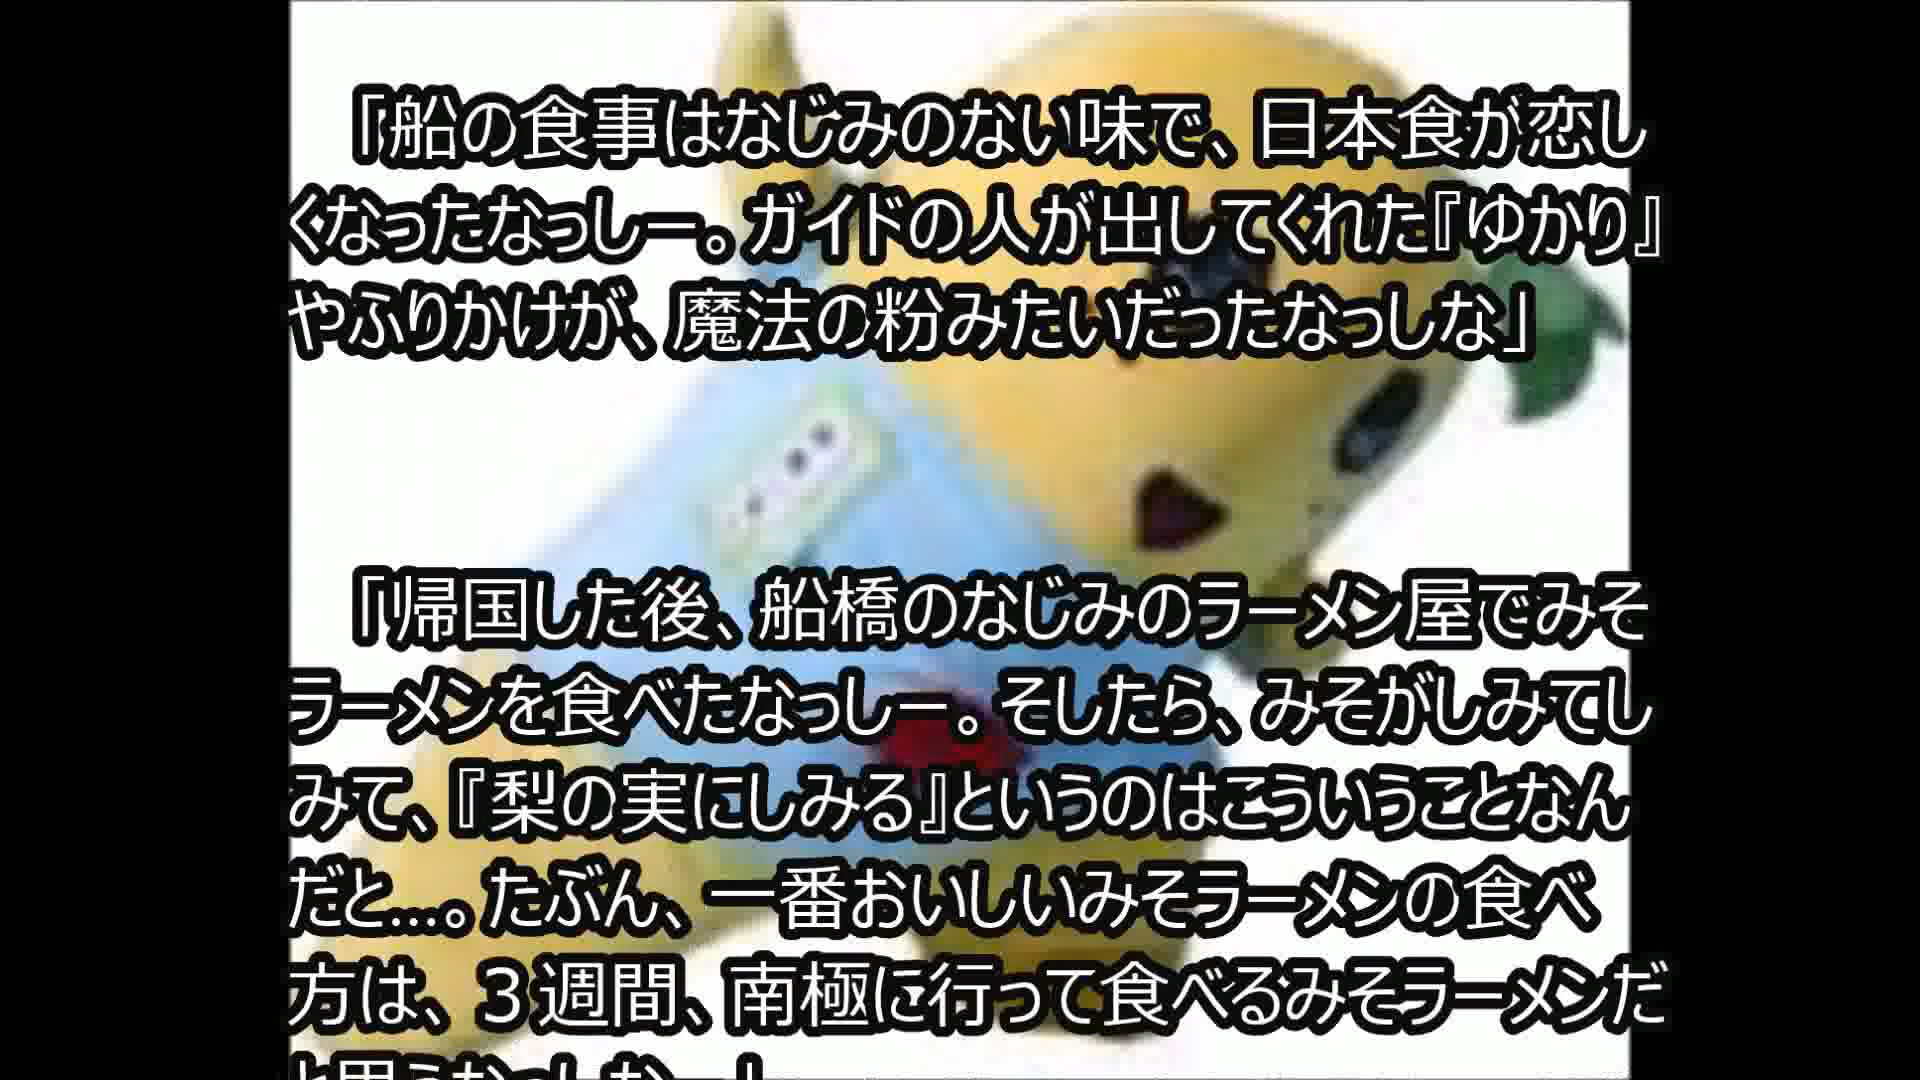 「船の食事はなじみのない味で、日本食が恋し
くなったなっしー。ガイドの人が出してくれた『ゆかり』
やふりかけが、魔法の粉みたいだったなっしな」
「帰国した後、船橋のなじみのラーメン屋でみそ
ラーメンを食べたなっしー。そしたら、みそがしみてし
みて、『梨の実にしみる』というのはこういうことなん
だと…。たぶん、一番おいしいみそラーメンの食べ
方は、３週間、南極に行って食べるみそラーメンだ
と思うなっしなー」